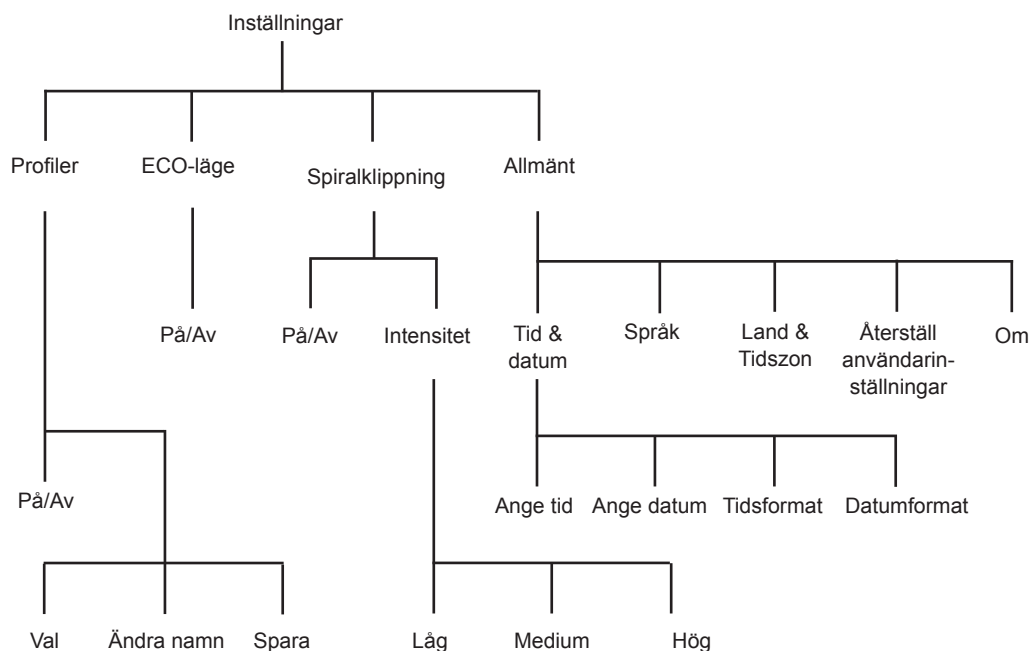 Inställningar
Profiler
ECO-läge
Spiralklippning
Allmänt
På/Av
På/Av
Intensitet
Tid &
datum
Språk
Land &
Tidszon
Återställ
användarin-
ställningar
Om
På/Av
Ange tid
Ange datum
Tidsformat
Datumformat
Val
Ändra namn
Spara
Låg
Medium
Hög